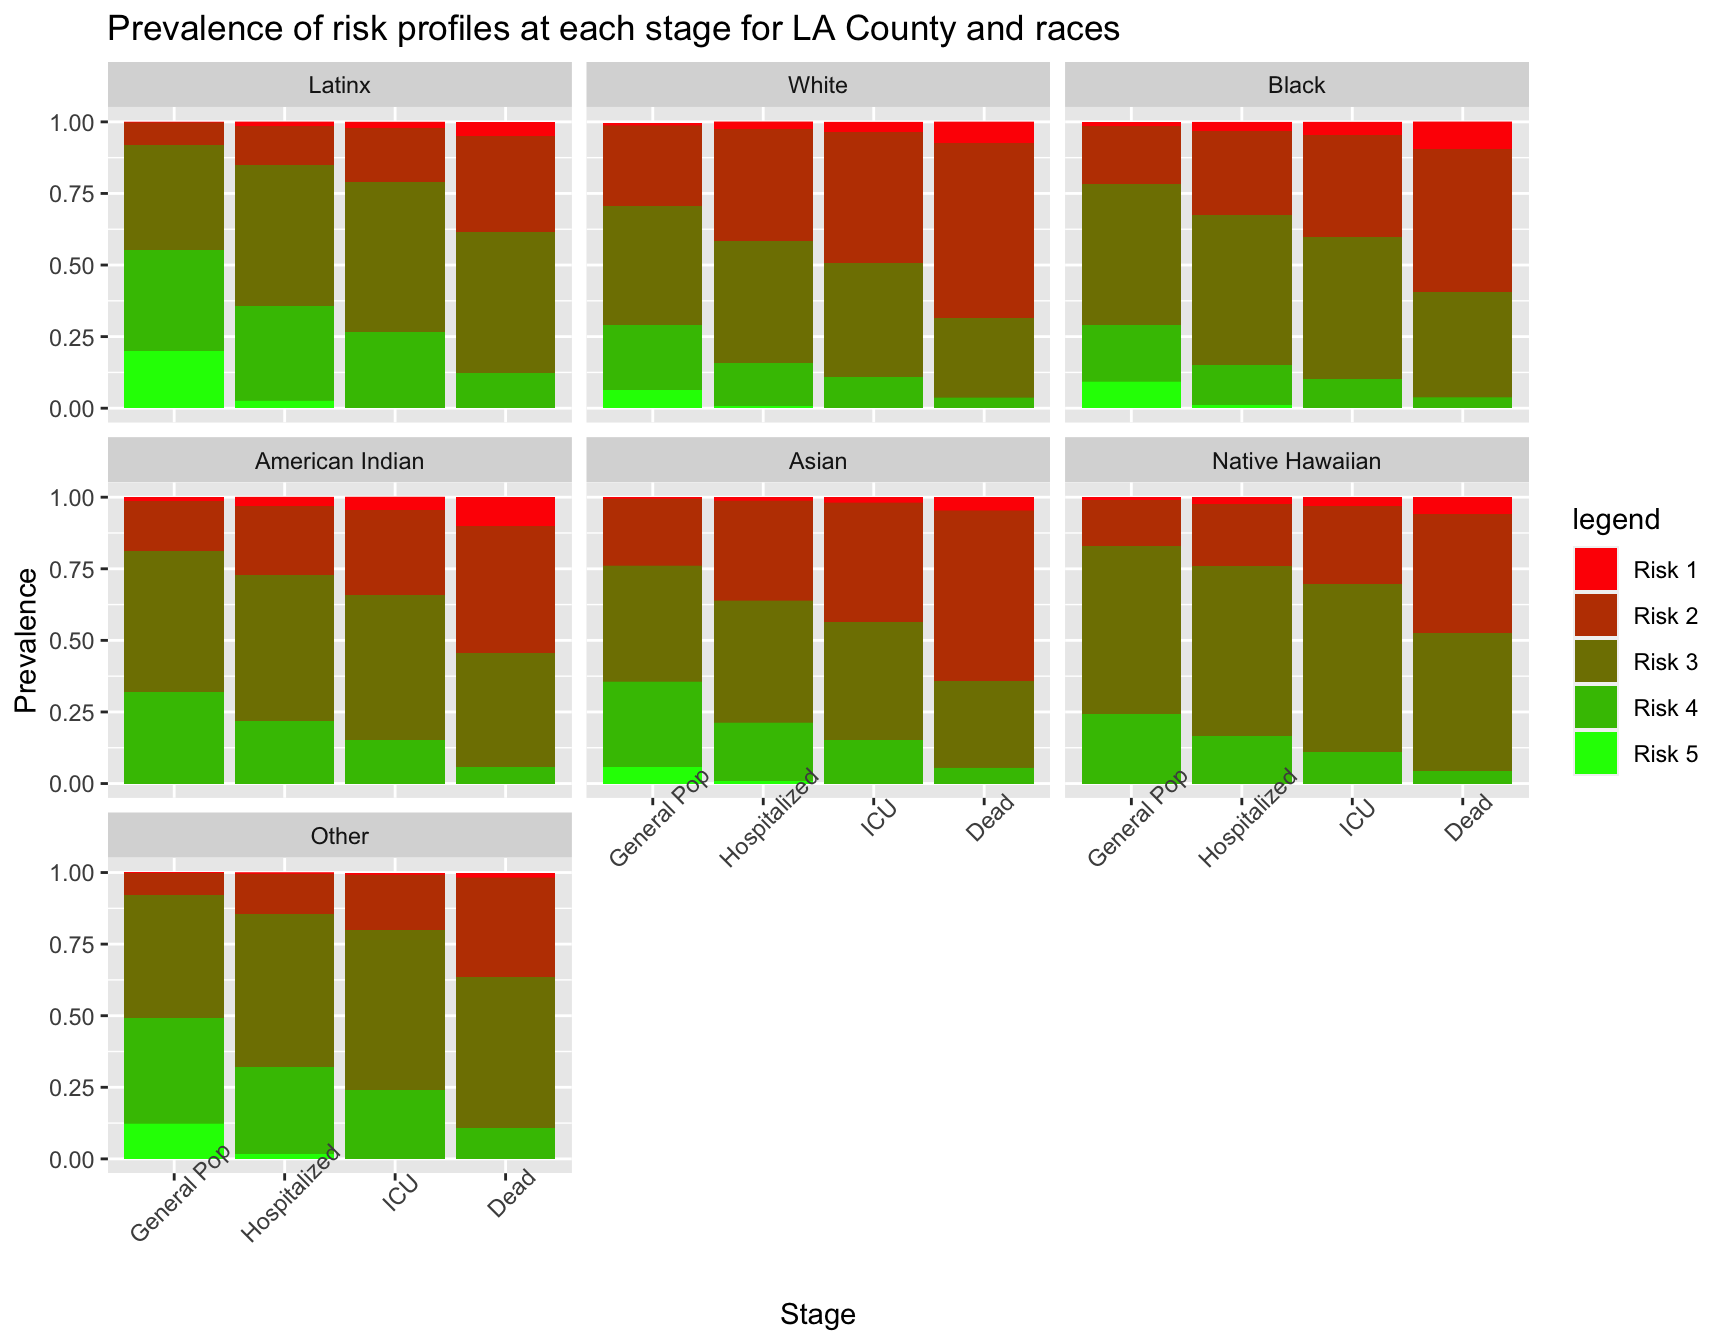 Prevalence of risk profiles at each stage for LA County and races
Latinx
White
Black
1.00
0.75
0.50
0.25
0.00
American Indian
Asian
Native Hawaiian
1.00
0.75
0.50
0.25
0.00
General Pop
Hospitalized
ICU
Dead
General Pop
Hospitalized
ICU
Dead
Other
1.00
0.75
0.50
0.25
0.00
General Pop
Hospitalized
ICU
Dead
Prevalence
Stage
legend
Risk 1
Risk 2
Risk 3
Risk 4
Risk 5